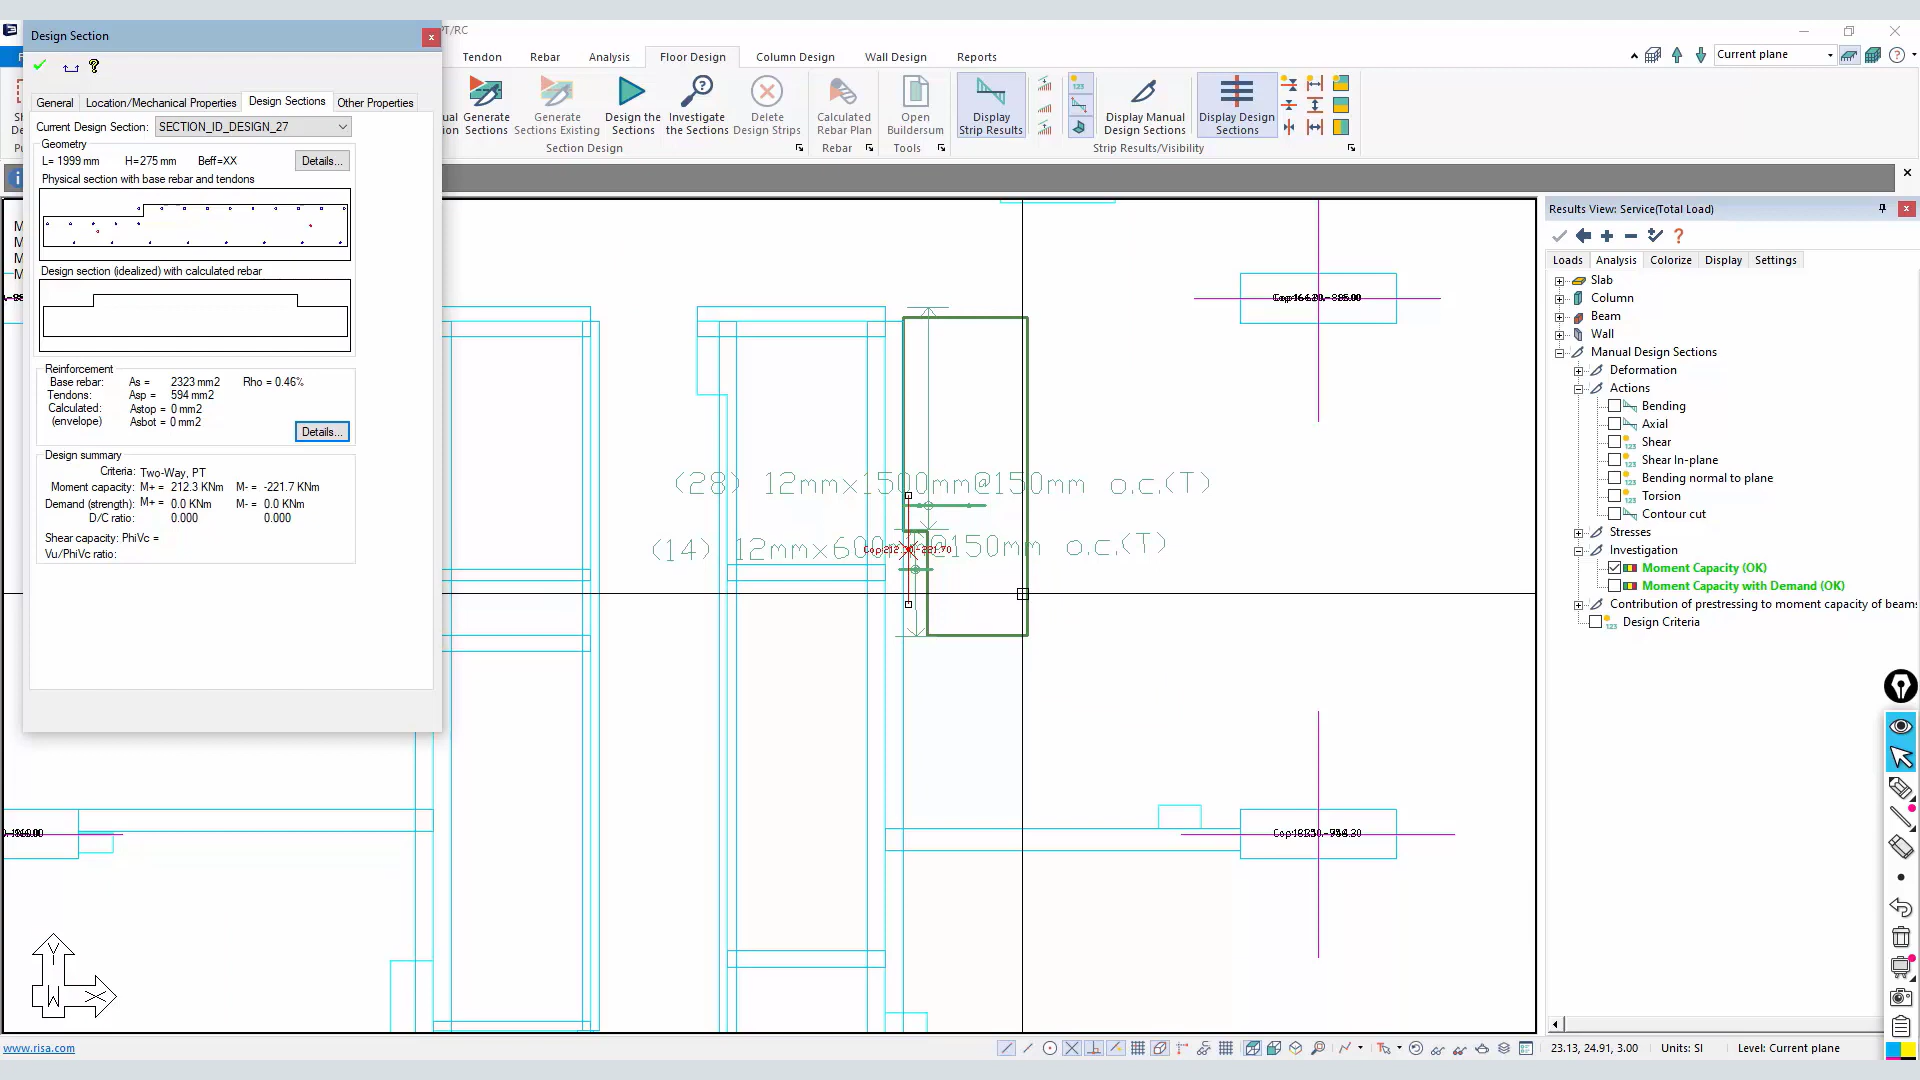 Design Section
PT/RC
Tendon Rebar Analysis Floor Design Column Design Wall Design Reports
Current plane
Generate Sections
Generate Sections Existing
Design the Sections
Investigate the Sections
Delete Design Strips
Calculated Rebar Plan
Open Buildersum
Display Strip Results
Display Manual Design Sections
Display Design Sections
Section Design
Rebar
Tools
Strip Results/Visibility
General Location/Mechanical Properties Design Sections Other Properties
Current Design Section: SECTION_ID_DESIGN_27
Geometry
L= 1999 mm H=275 mm Beff=XX Details...
Physical section with base rebar and tendons
Design section (idealized) with calculated rebar
Reinforcement
Base rebar: As = 2323 mm2 Rho = 0.46%
Tendons: Asp = 594 mm2
Calculated: Astop = 0 mm2
(envelope) Asbot = 0 mm2
Details...
Design summary
Criteria: Two-Way, PT
Moment capacity: M+ = 212.3 KNm M- = -221.7 KNm
Demand (strength): M+ = 0.0 KNm M- = 0.0 KNm
D/C ratio: 0.000 0.000
Shear capacity: PhiVc =
Vu/PhiVc ratio:
(28) 12mmx1500mm@150mm o.c.(T)
(14) 12mmx600mm@150mm o.c.(T)
Results View: Service(Total Load)
Loads Analysis Colorize Display Settings
Slab
Column
Beam
Wall
Manual Design Sections
Deformation
Actions
Bending
Axial
Shear
Shear In-plane
Bending normal to plane
Torsion
Contour cut
Stresses
Investigation
Moment Capacity (OK)
Moment Capacity with Demand (OK)
Contribution of prestressing to moment capacity of beams
Design Criteria
Y
W
X
www.risa.com
23.13, 24.91, 3.00 Units: SI Level: Current plane